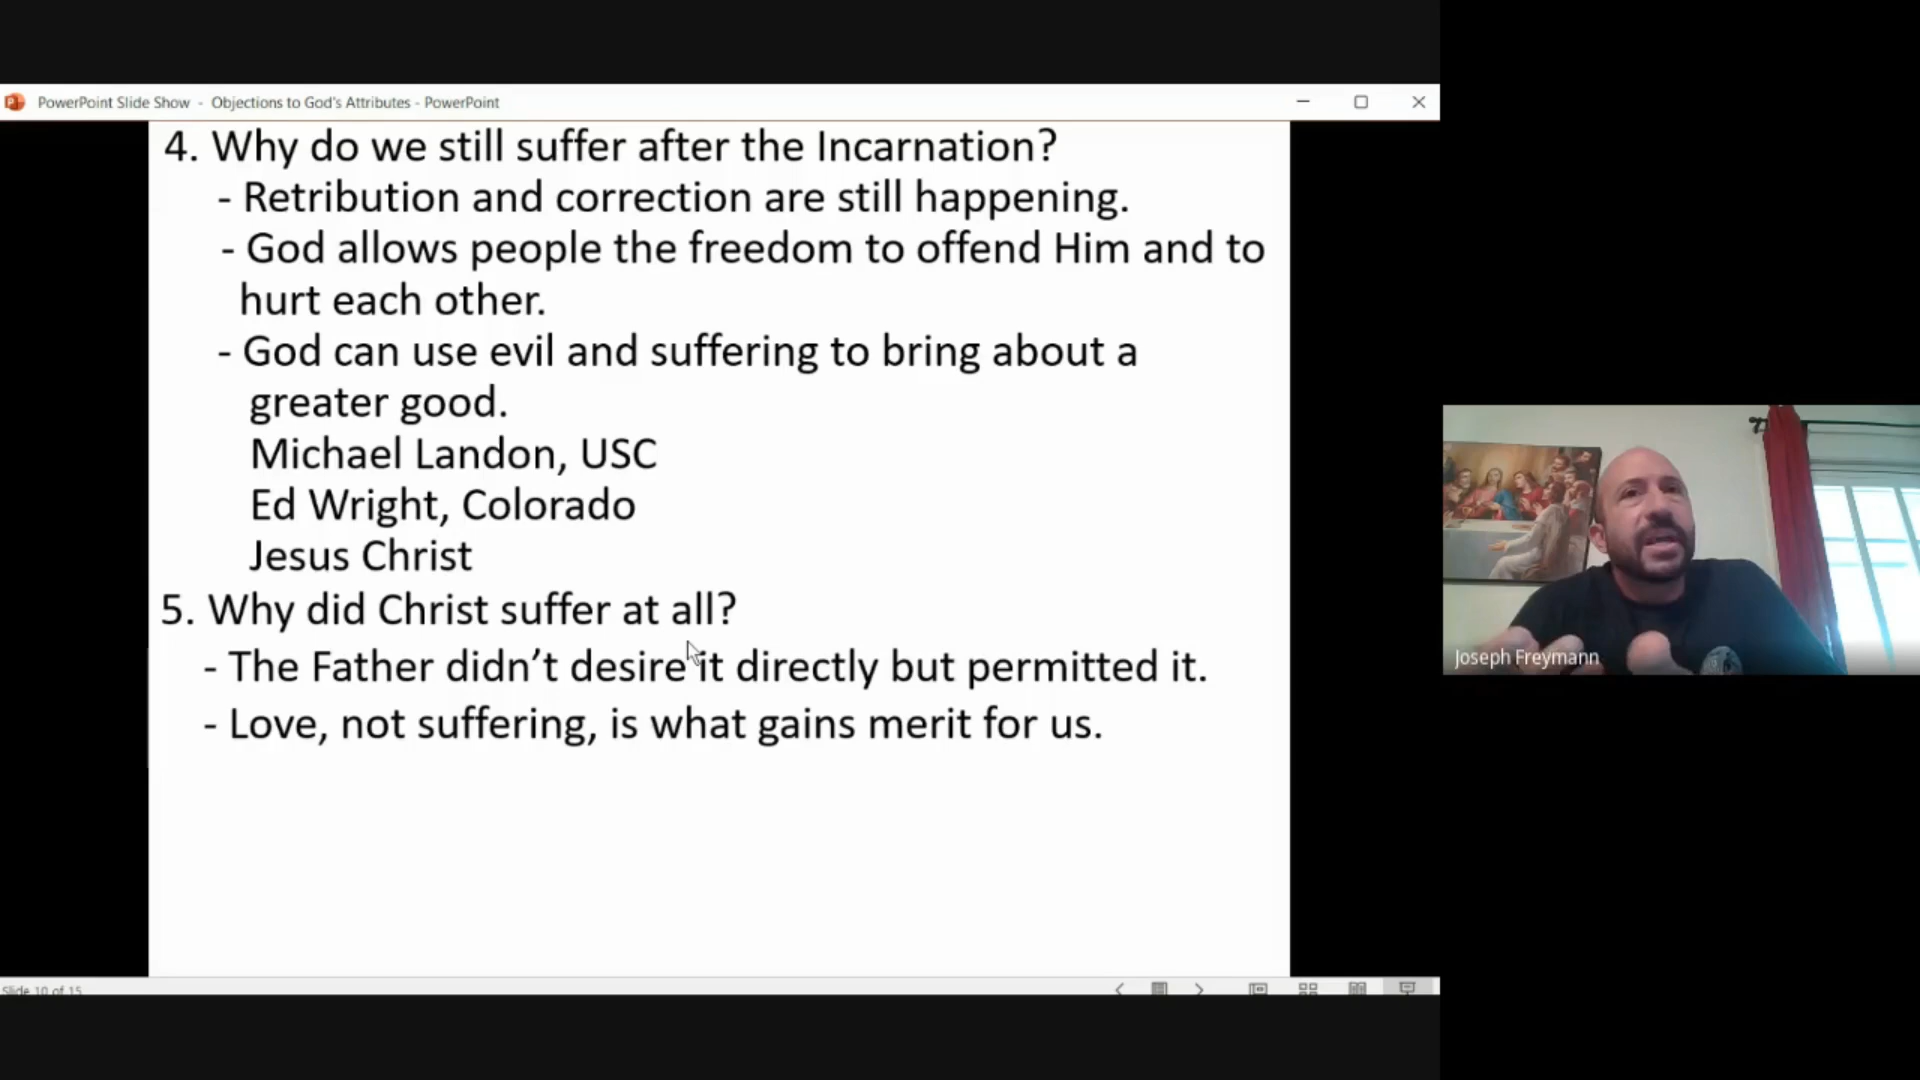 PowerPoint Slide Show - Objections to God's Attributes - PowerPoint
4. Why do we still suffer after the Incarnation?
- Retribution and correction are still happening.
- God allows people the freedom to offend Him and to
hurt each other.
- God can use evil and suffering to bring about a
greater good.
Michael Landon, USC
Ed Wright, Colorado
Jesus Christ
5. Why did Christ suffer at all?
- The Father didn’t desire it directly but permitted it.
- Love, not suffering, is what gains merit for us.
Joseph Freymann
Slide 10 of 15